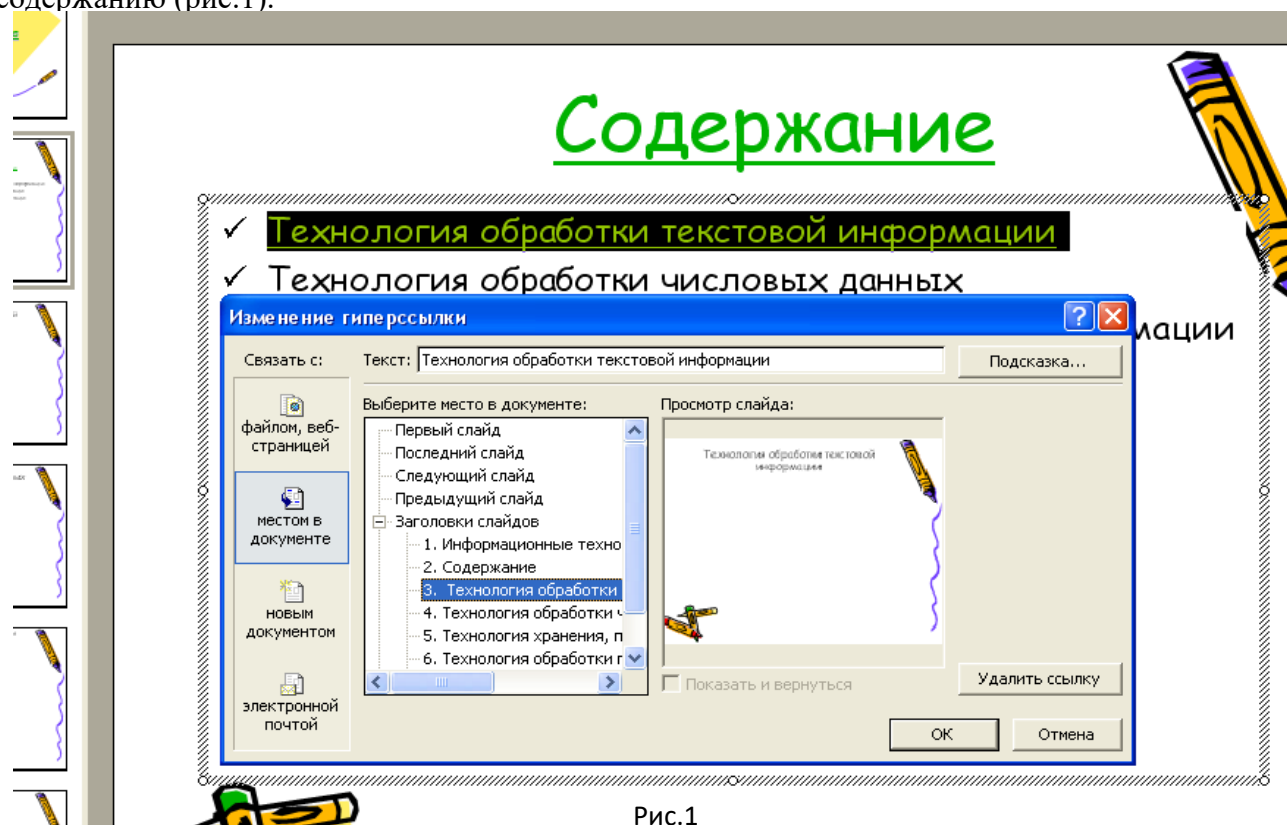 содержанию (рис.1).
Содержание
Технология обработки текстовой информации
Технология обработки числовых данных
мации
Изменение гиперссылки
Связать с:
Текст: Технология обработки текстовой информации
Подсказка...
файлом, веб-
страницей
местом в
документе
новым
документом
электронной
почтой
Выберите место в документе:
Первый слайд
Последний слайд
Следующий слайд
Предыдущий слайд
Заголовки слайдов
1. Информационные техно
2. Содержание
3. Технология обработки
4. Технология обработки ч
5. Технология хранения, п
6. Технология обработки г
Просмотр слайда:
Технология обработки текстовой
информации
Показать и вернуться
Удалить ссылку
ОК
Отмена
Рис.1